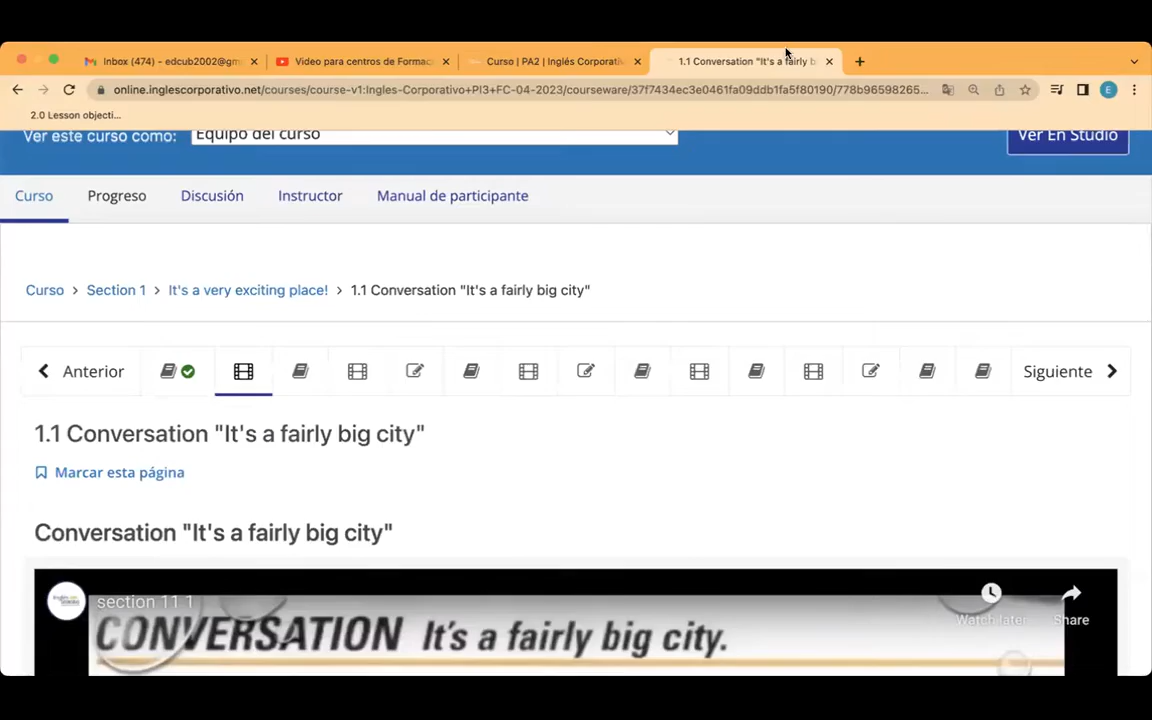 Inbox (474) - edcub2002@gm
Video para centros de Formac
Curso | PA2 | Inglés Corporati
1.1 Conversation "It's a fairly b
online.inglescorporativo.net/courses/course-v1:Ingles-Corporativo+PI3+FC-04-2023/courseware/37f7434ec3e0461fa09ddb1fa5f80190/778b96598265...
E
2.0 Lesson objecti...
Ver este curso como:
Equipo del curso
Ver En Studio
Curso
Progreso
Discusión
Instructor
Manual de participante
Curso > Section 1 > It's a very exciting place! > 1.1 Conversation "It's a fairly big city"
Anterior
Siguiente
1.1 Conversation "It's a fairly big city"
Marcar esta página
Conversation "It's a fairly big city"
section 11 1
Watch later
Share
CONVERSATION It's a fairly big city.